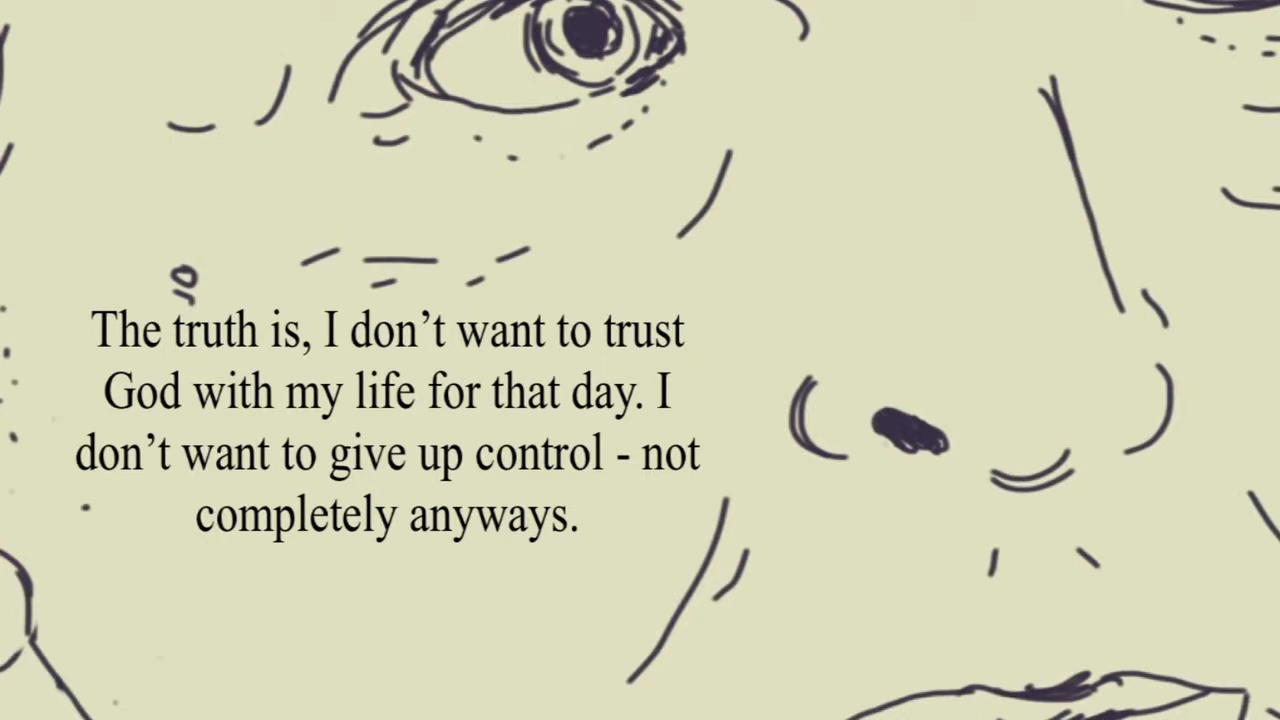 The truth is, I don’t want to trust
God with my life for that day. I
don’t want to give up control - not
completely anyways.